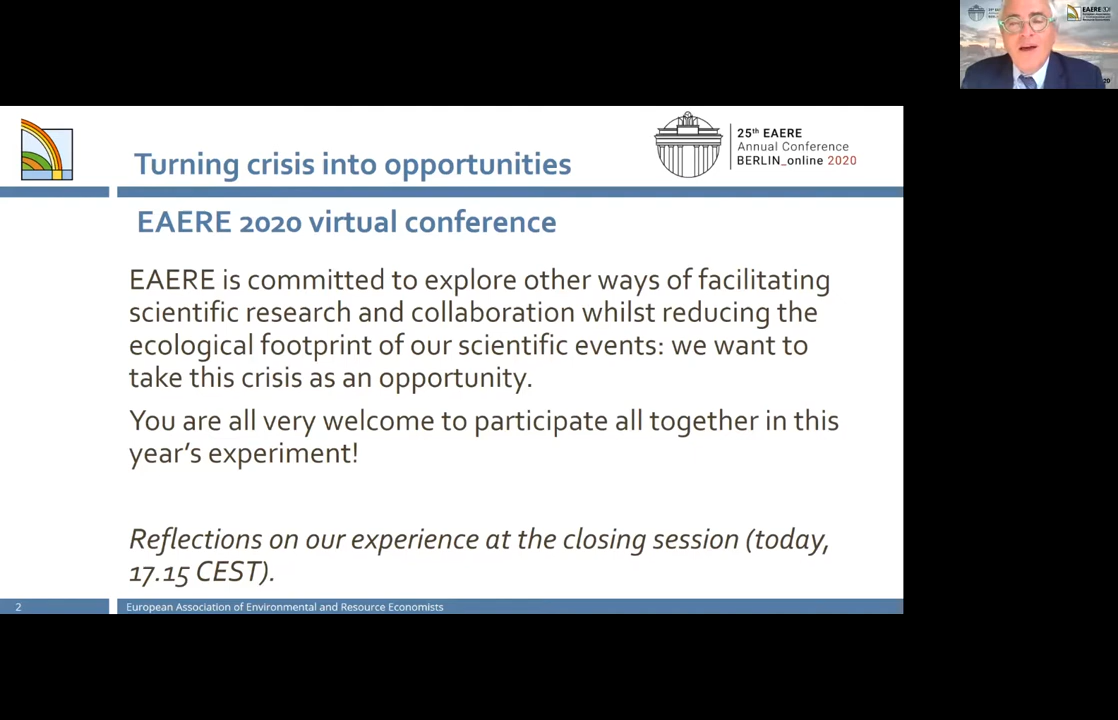 Turning crisis into opportunities
25th EAERE
Annual Conference
BERLIN_online 2020
EAERE 2020 virtual conference
EAERE is committed to explore other ways of facilitating
scientific research and collaboration whilst reducing the
ecological footprint of our scientific events: we want to
take this crisis as an opportunity.
You are all very welcome to participate all together in this
year's experiment!
Reflections on our experience at the closing session (today,
17.15 CEST).
2
European Association of Environmental and Resource Economists
EAERE